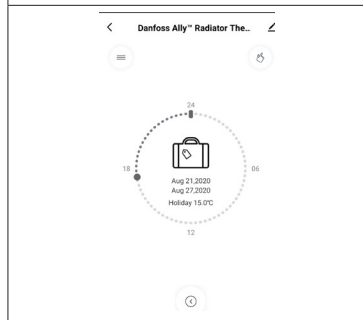 Danfoss Ally™ Radiator The..
24
18
06
Aug 21,2020
Aug 27,2020
Holiday 15.0°C
12